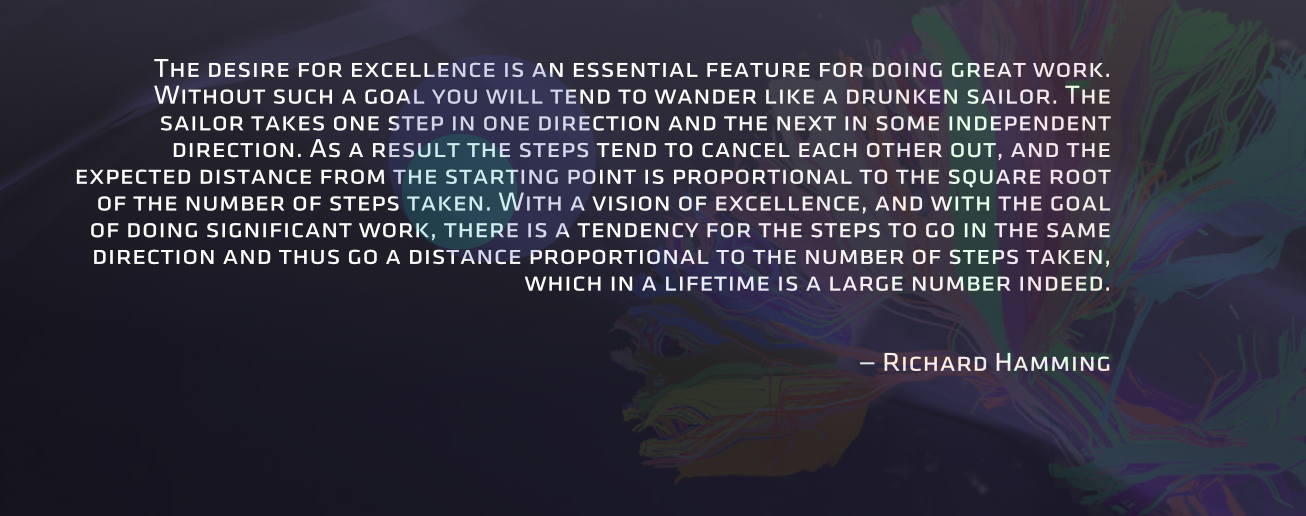 The desire for excellence is an essential feature for doing great work.
Without such a goal you will tend to wander like a drunken sailor. The
sailor takes one step in one direction and the next in some independent
direction. As a result the steps tend to cancel each other out, and the
expected distance from the starting point is proportional to the square root
of the number of steps taken. With a vision of excellence, and with the goal
of doing significant work, there is a tendency for the steps to go in the same
direction and thus go a distance proportional to the number of steps taken,
which in a lifetime is a large number indeed.
– Richard Hamming